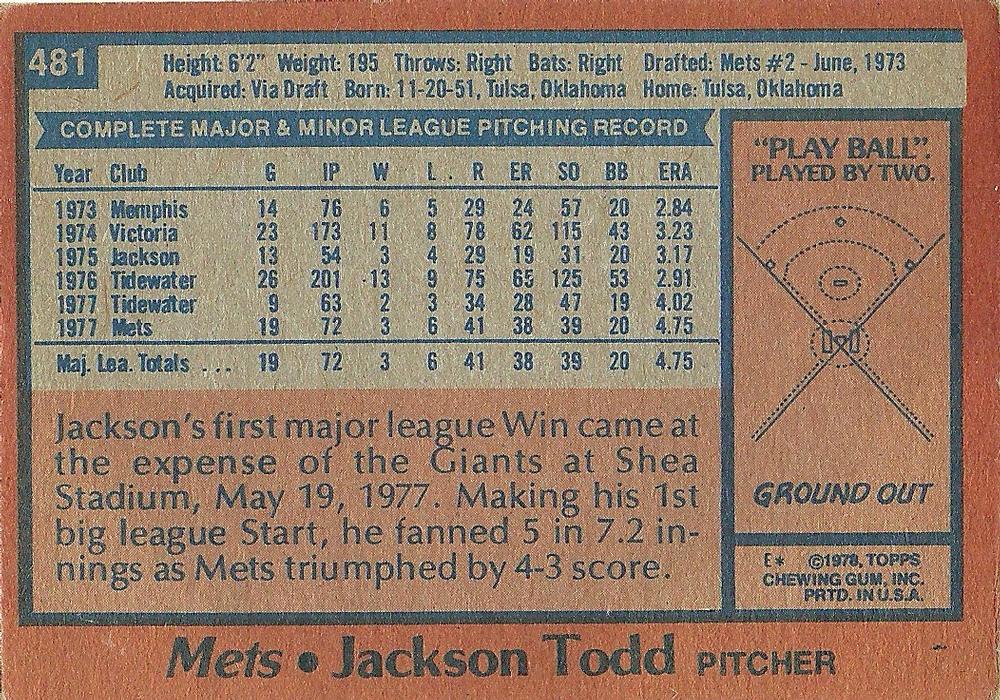 481
Height: 6'2" Weight: 195 Throws: Right Bats: Right Drafted: Mets #2 - June, 1973
Acquired: Via Draft Born: 11-20-51, Tulsa, Oklahoma Home: Tulsa, Oklahoma
COMPLETE MAJOR & MINOR LEAGUE PITCHING RECORD
Year Club G IP W L . R ER SO BB ERA
1973 Memphis 14 76 6 5 29 24 57 20 2.84
1974 Victoria 23 173 11 8 78 62 115 43 3.23
1975 Jackson 13 54 3 4 29 19 31 20 3.17
1976 Tidewater 26 201 13 9 75 65 125 53 2.91
1977 Tidewater 9 63 2 3 34 28 47 19 4.02
1977 Mets 19 72 3 6 41 38 39 20 4.75
Maj. Lea. Totals ... 19 72 3 6 41 38 39 20 4.75
Jackson's first major league Win came at
the expense of the Giants at Shea
Stadium, May 19, 1977. Making his 1st
big league Start, he fanned 5 in 7.2 in-
nings as Mets triumphed by 4-3 score.
"PLAY BALL".
PLAYED BY TWO.
GROUND OUT
E* ©1978, TOPPS
CHEWING GUM, INC.
PRTD. IN U.S.A.
Mets • Jackson Todd PITCHER